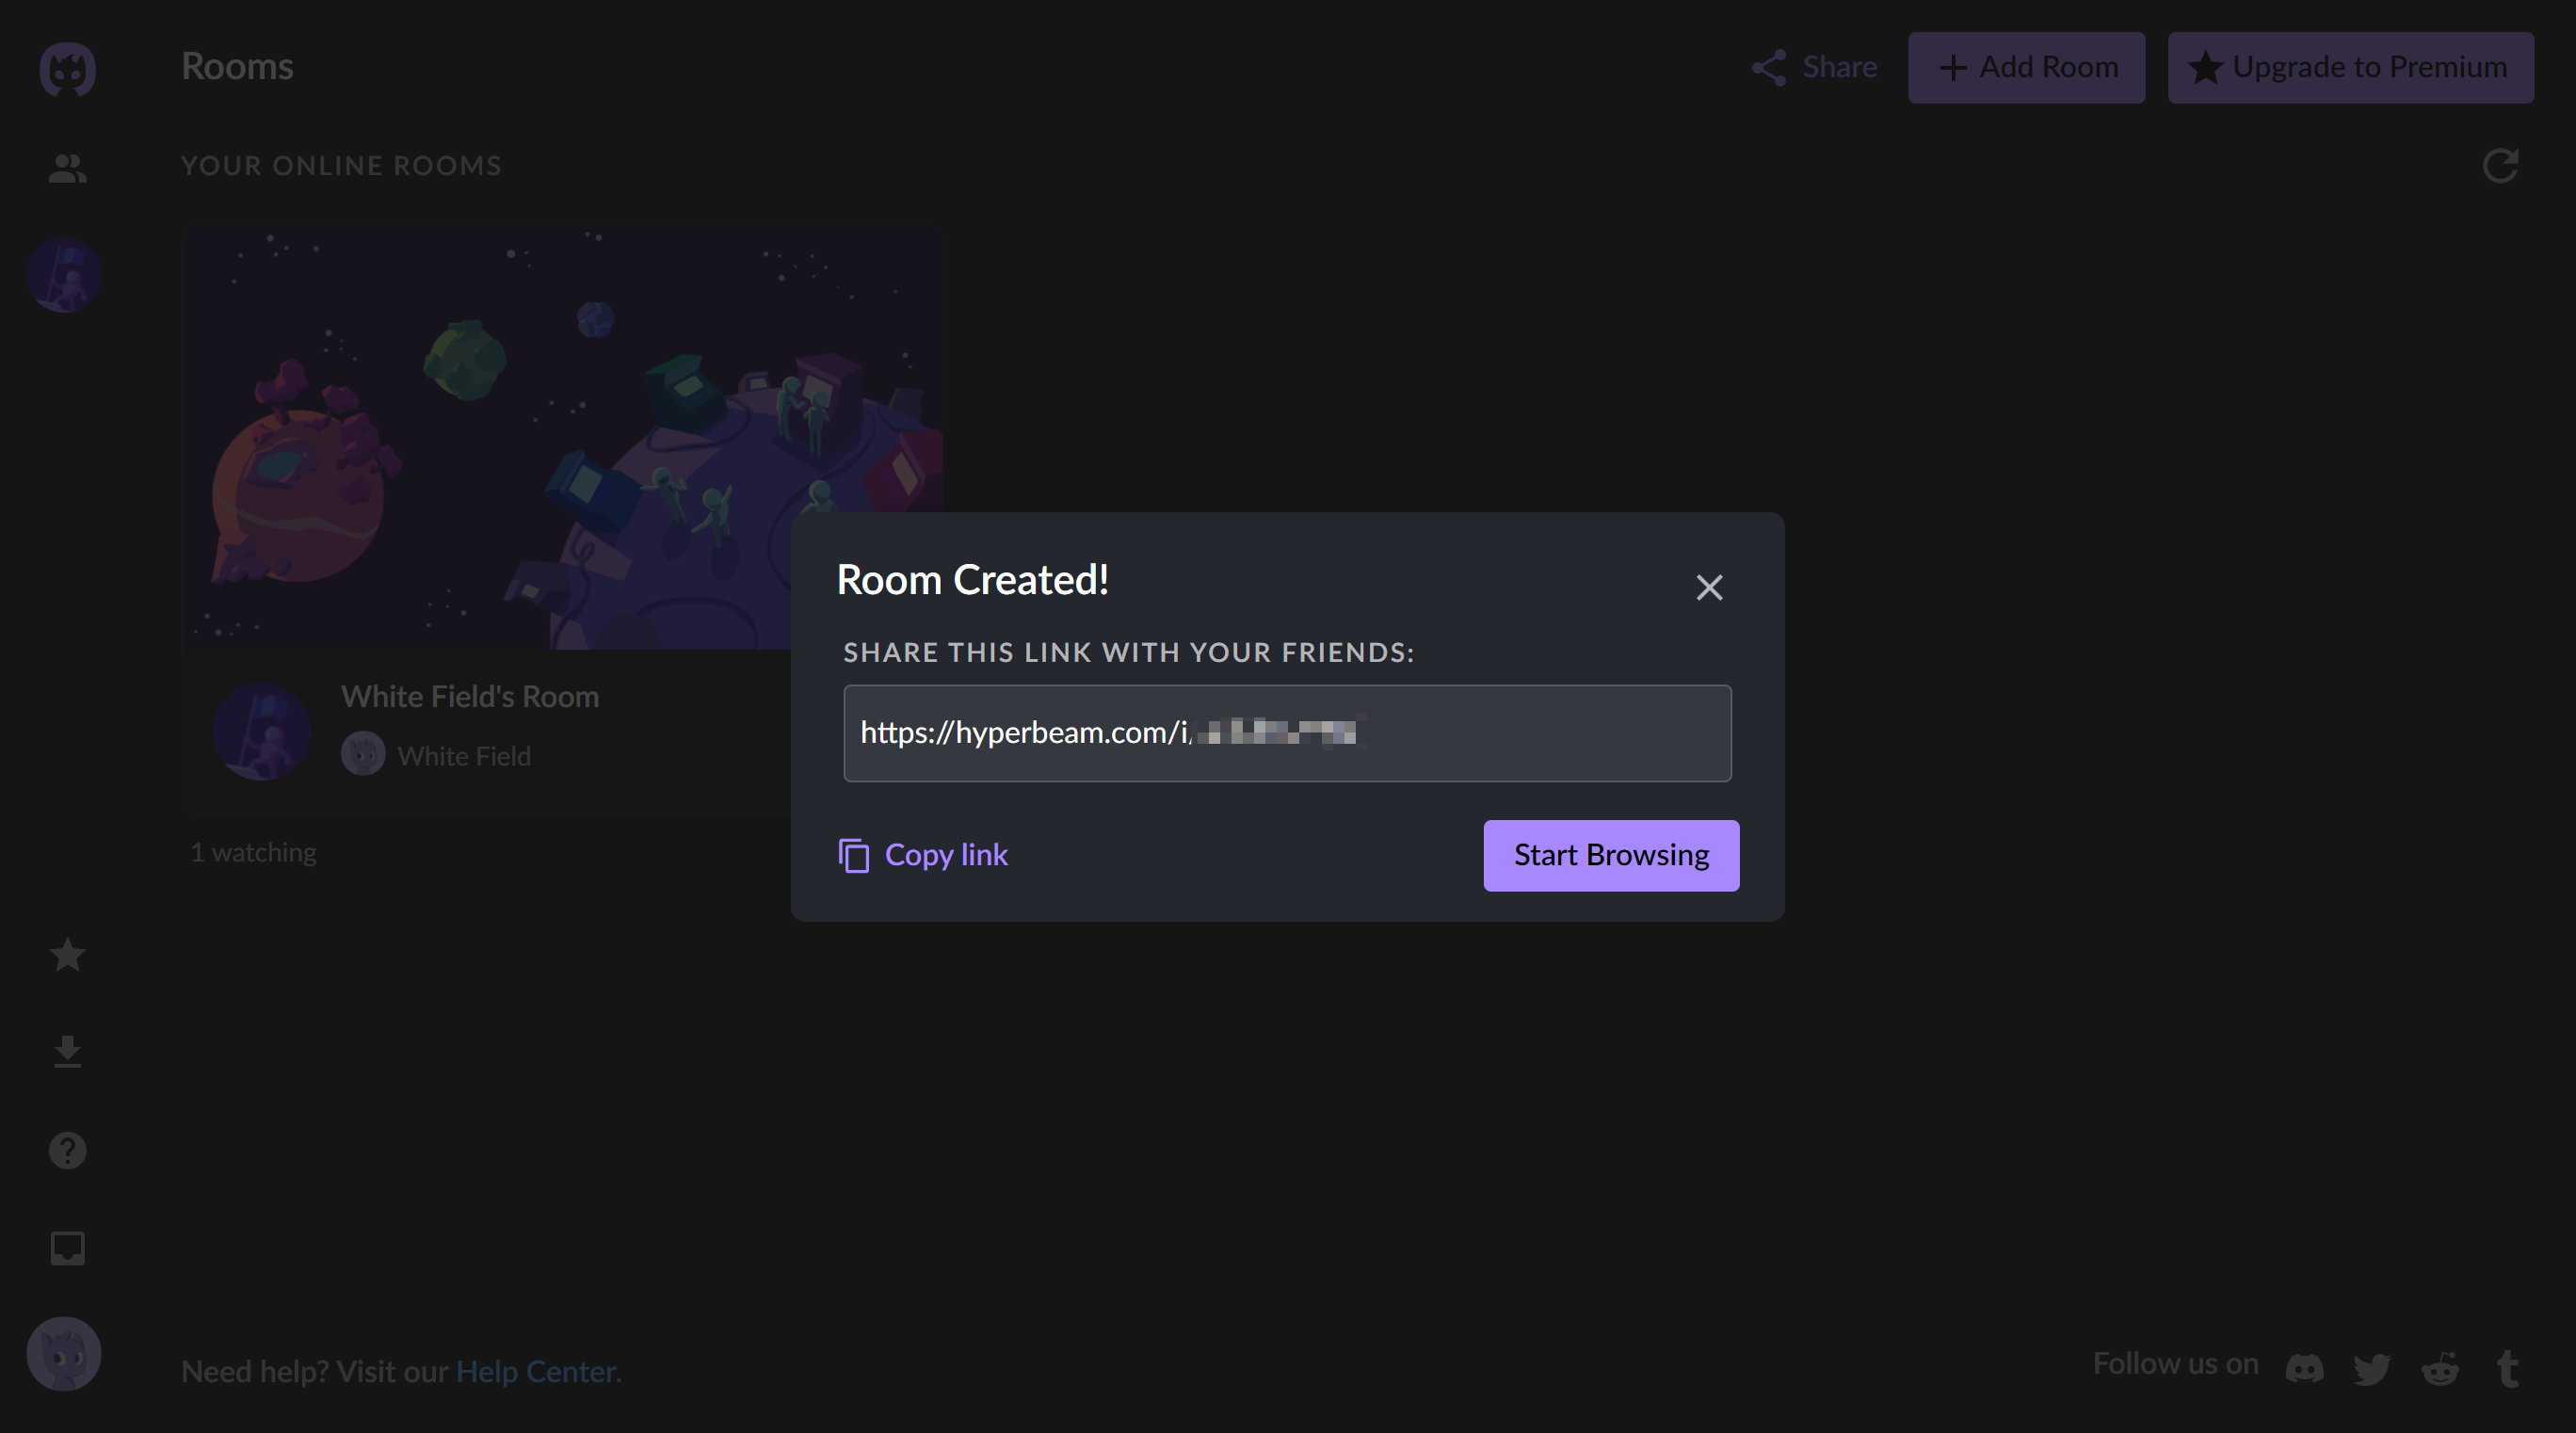 Rooms
Share
Add Room
Upgrade to Premium
YOUR ONLINE ROOMS
Room Created!
SHARE THIS LINK WITH YOUR FRIENDS:
https://hyperbeam.com/i/
Copy link
Start Browsing
White Field's Room
White Field
1 watching
Need help? Visit our Help Center.
Follow us on